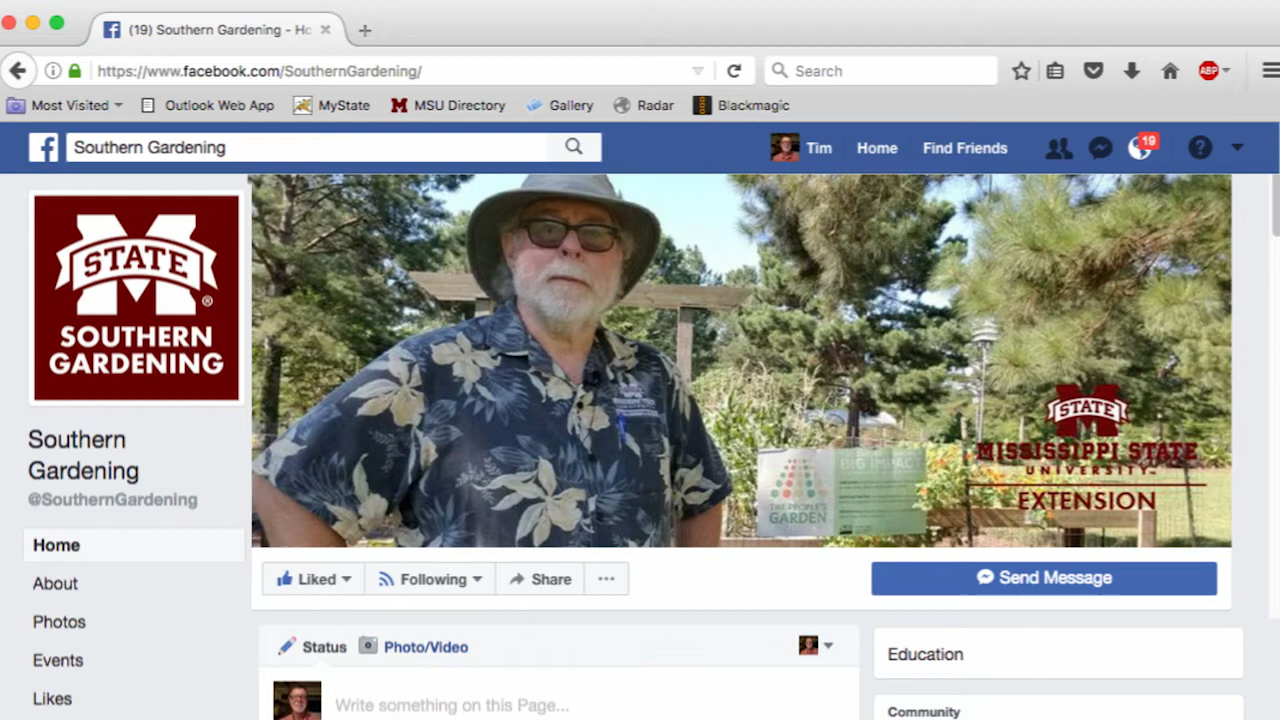 (19) Southern Gardening - Ho
https://www.facebook.com/SouthernGardening/
Search
ABP
Most Visited
Outlook Web App
MyState
MSU Directory
Gallery
Radar
Blackmagic
Southern Gardening
Tim
Home
Find Friends
19
STATE
®
SOUTHERN
GARDENING
BIG IMPACT
THE PEOPLE'S
GARDEN
STATE
MISSISSIPPI STATE
UNIVERSITY
EXTENSION
Southern
Gardening
@SouthernGardening
Home
About
Photos
Events
Likes
Liked
Following
Share
Send Message
Status
Photo/Video
Write something on this Page...
Education
Community